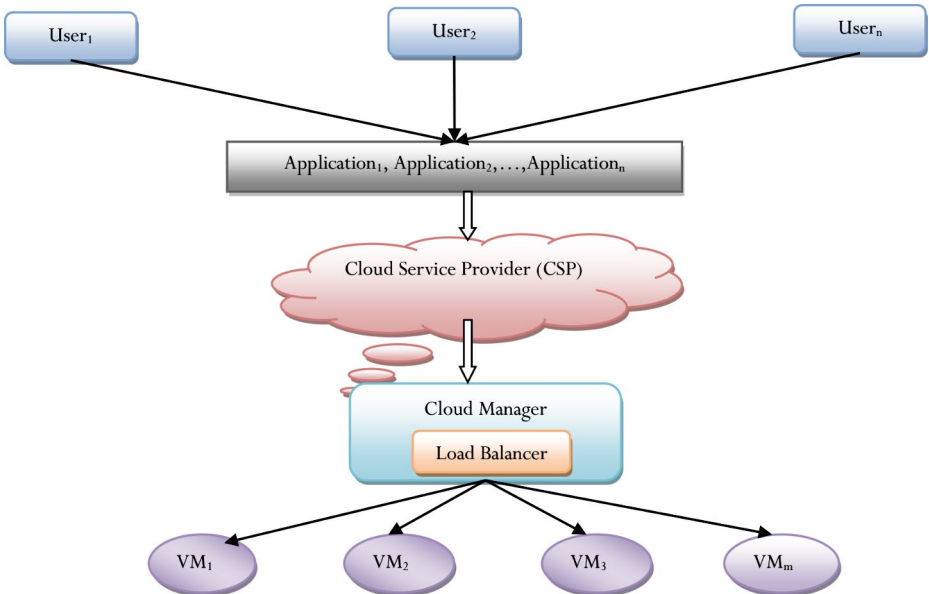 User₁
User₂
Userₙ
Application₁, Application₂,…,Applicationₙ
Cloud Service Provider (CSP)
Cloud Manager
Load Balancer
VM₁
VM₂
VM₃
VMₘ